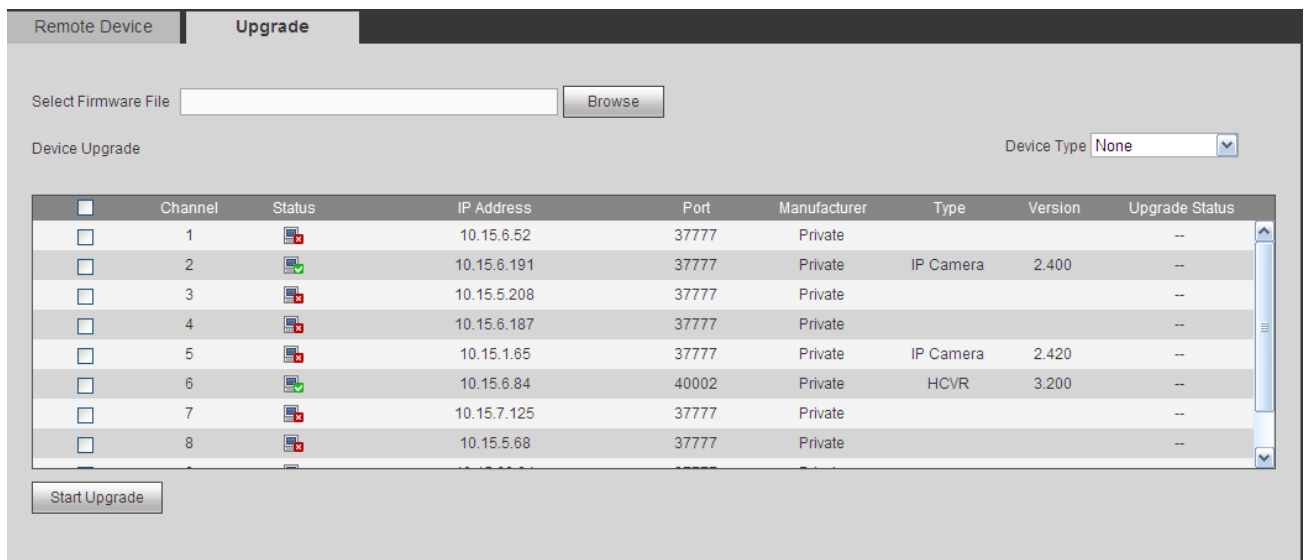 Remote Device Upgrade
Select Firmware File Browse
Device Upgrade Device Type None
Channel Status IP Address Port Manufacturer Type Version Upgrade Status
1 10.15.6.52 37777 Private --
2 10.15.6.191 37777 Private IP Camera 2.400 --
3 10.15.5.208 37777 Private --
4 10.15.6.187 37777 Private --
5 10.15.1.65 37777 Private IP Camera 2.420 --
6 10.15.6.84 40002 Private HCVR 3.200 --
7 10.15.7.125 37777 Private --
8 10.15.5.68 37777 Private --
Start Upgrade